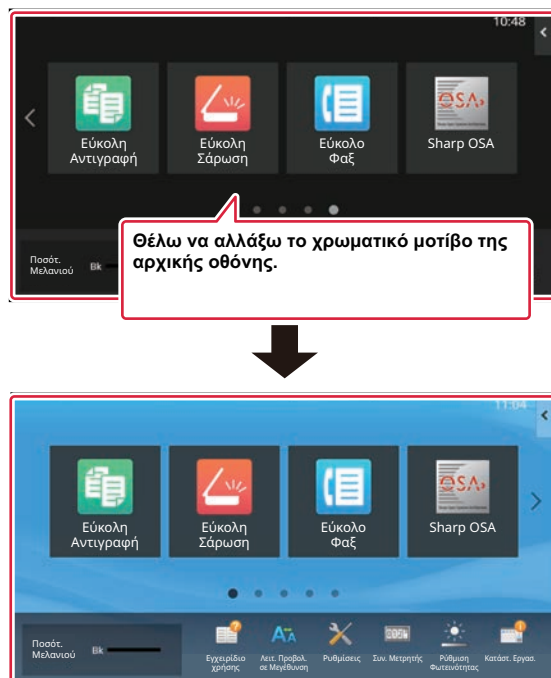 10:48
Εύκολη
Αντιγραφή
Εύκολη
Σάρωση
Εύκολο
Φαξ
OSA
Sharp OSA
Θέλω να αλλάξω το χρωματικό μοτίβο της
αρχικής οθόνης.
Ποσότ.
Μελανιού
Bk
11:04
Εύκολη
Αντιγραφή
Εύκολη
Σάρωση
Εύκολο
Φαξ
OSA
Sharp OSA
Ποσότ.
Μελανιού
Bk
Εγχειρίδιο
χρήσης
Λειτ. Προβολ.
σε Μεγέθυνση
Ρυθμίσεις
Συν. Μετρητής
Ρύθμιση
Φωτεινότητας
Κατάστ. Εργασ.